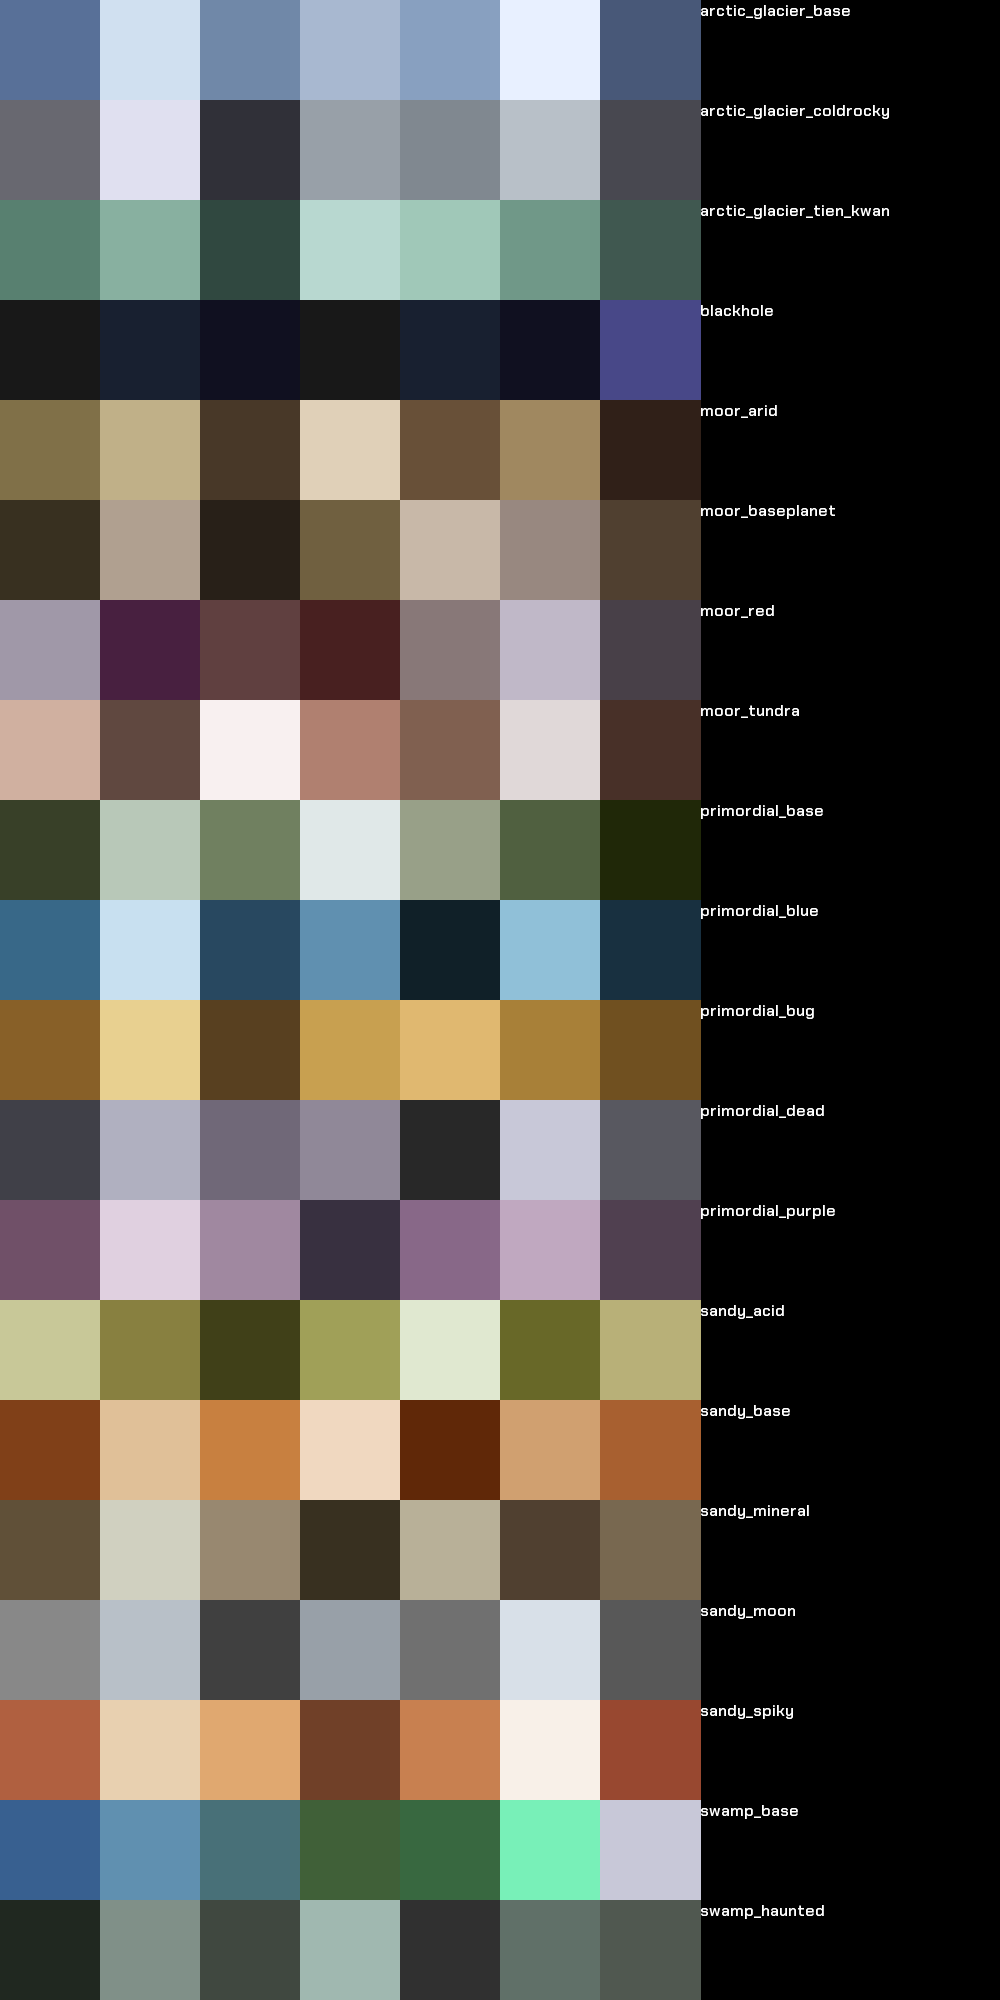 arctic_glacier_base
arctic_glacier_coldrocky
arctic_glacier_tien_kwan
blackhole
moor_arid
moor_baseplanet
moor_red
moor_tundra
primordial_base
primordial_blue
primordial_bug
primordial_dead
primordial_purple
sandy_acid
sandy_base
sandy_mineral
sandy_moon
sandy_spiky
swamp_base
swamp_haunted